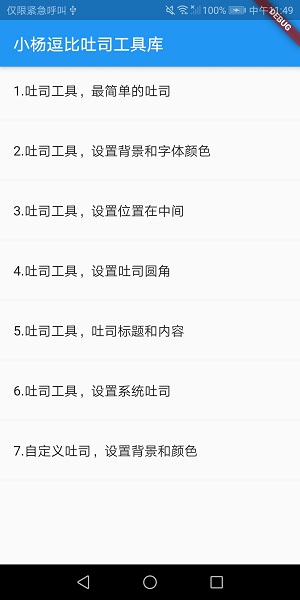 仅限紧急呼叫 100% 中午1:49
DEBUG
小杨逗比吐司工具库
1.吐司工具，最简单的吐司
2.吐司工具，设置背景和字体颜色
3.吐司工具，设置位置在中间
4.吐司工具，设置吐司圆角
5.吐司工具，吐司标题和内容
6.吐司工具，设置系统吐司
7.自定义吐司，设置背景和颜色